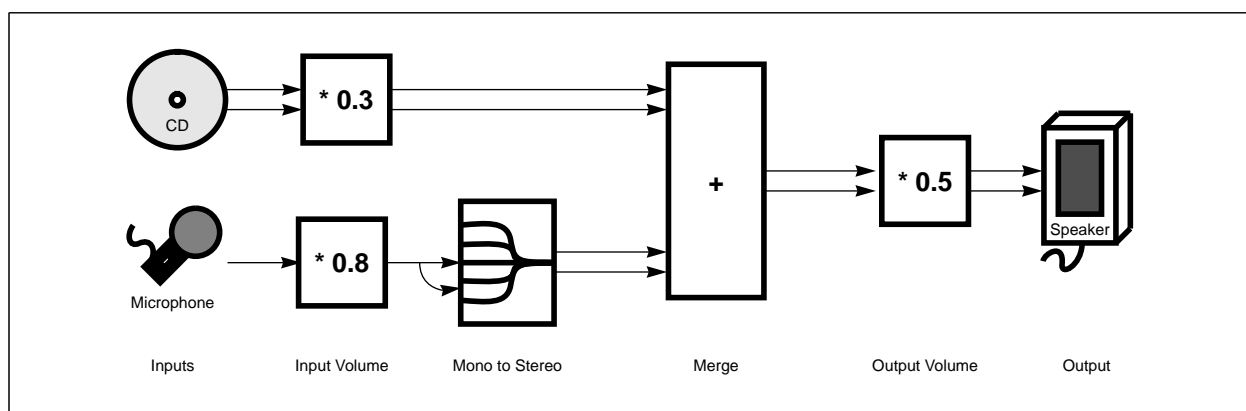 CD
* 0.3
+
* 0.5
Speaker
Microphone
* 0.8
Inputs
Input Volume
Mono to Stereo
Merge
Output Volume
Output